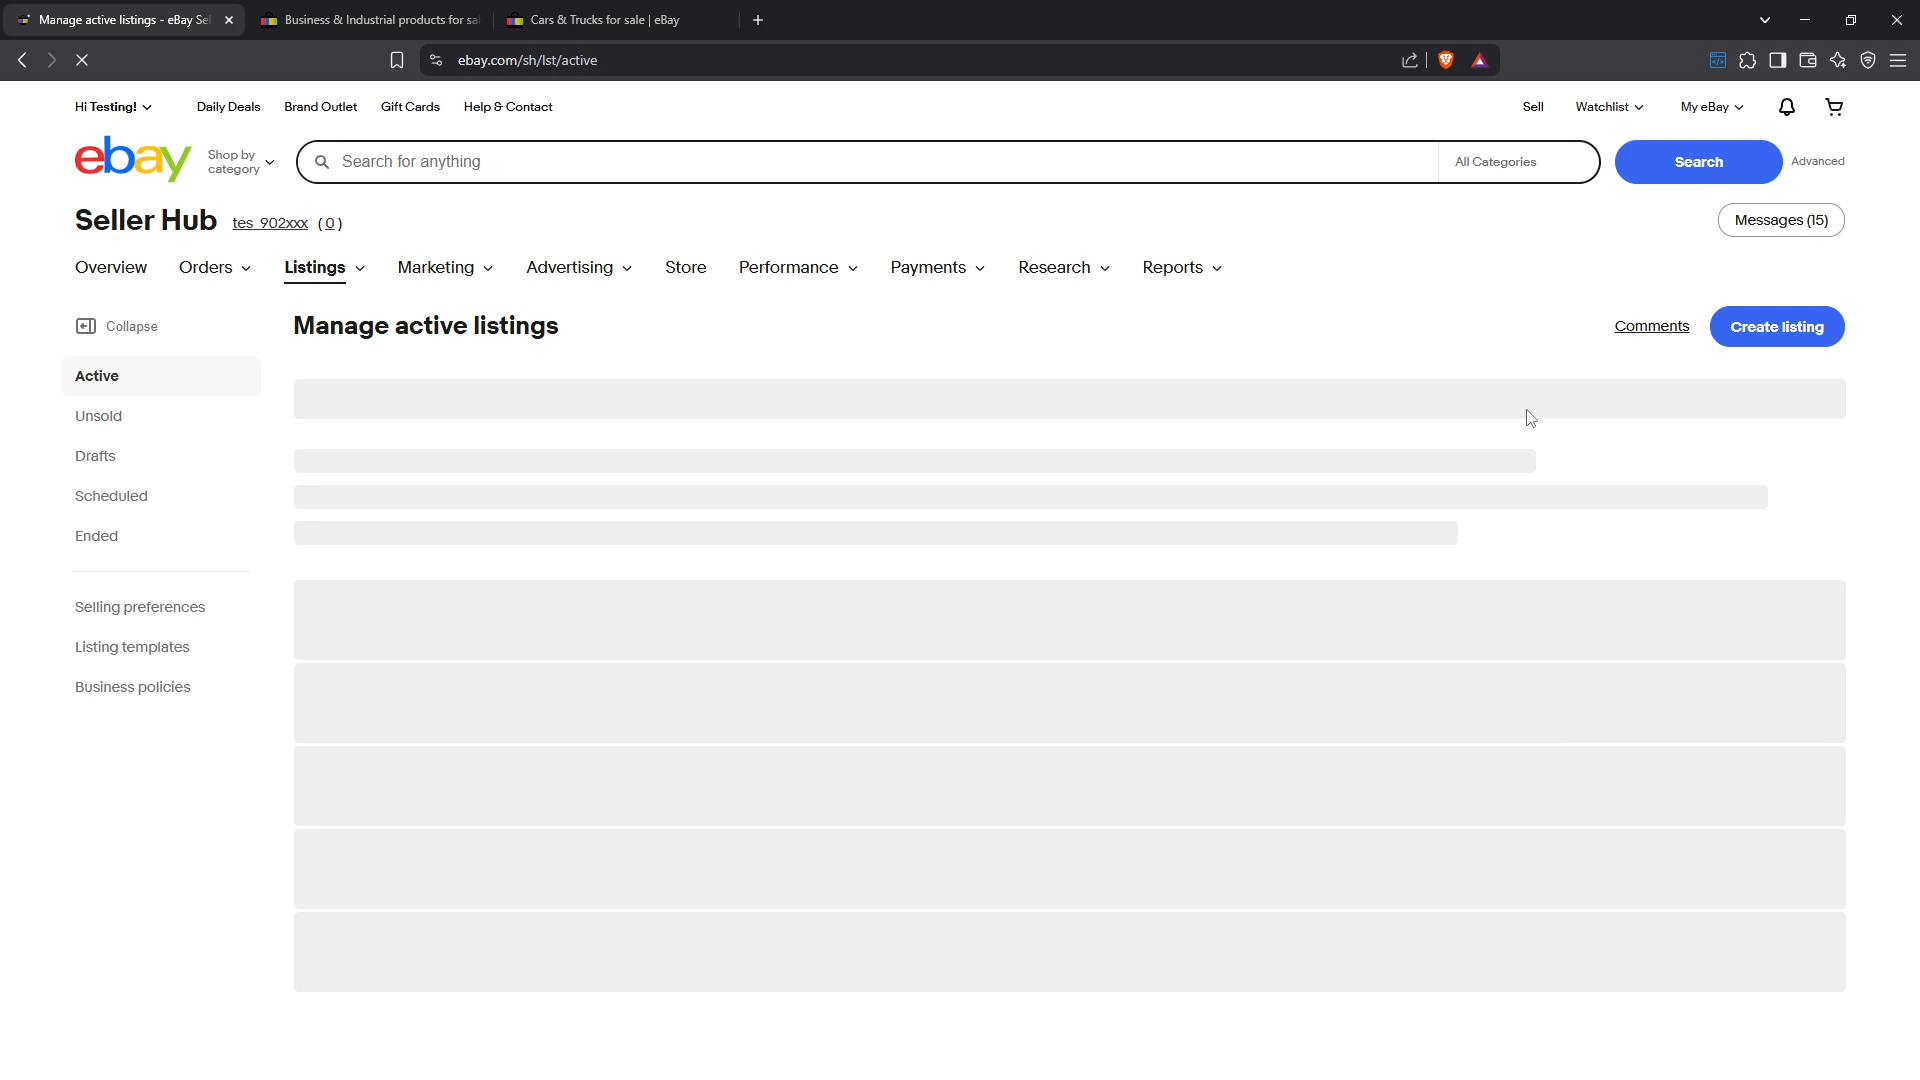 Manage active listings - eBay Sel
Business & Industrial products for sal
Cars & Trucks for sale | eBay
ebay.com/sh/lst/active
Hi Testing!
Daily Deals
Brand Outlet
Gift Cards
Help & Contact
Sell
Watchlist
My eBay
ebay
Shop by category
Search for anything
All Categories
Search
Advanced
Seller Hub
tes_902xxx (0)
Messages (15)
Overview
Orders
Listings
Marketing
Advertising
Store
Performance
Payments
Research
Reports
Collapse
Manage active listings
Comments
Create listing
Active
Unsold
Drafts
Scheduled
Ended
Selling preferences
Listing templates
Business policies